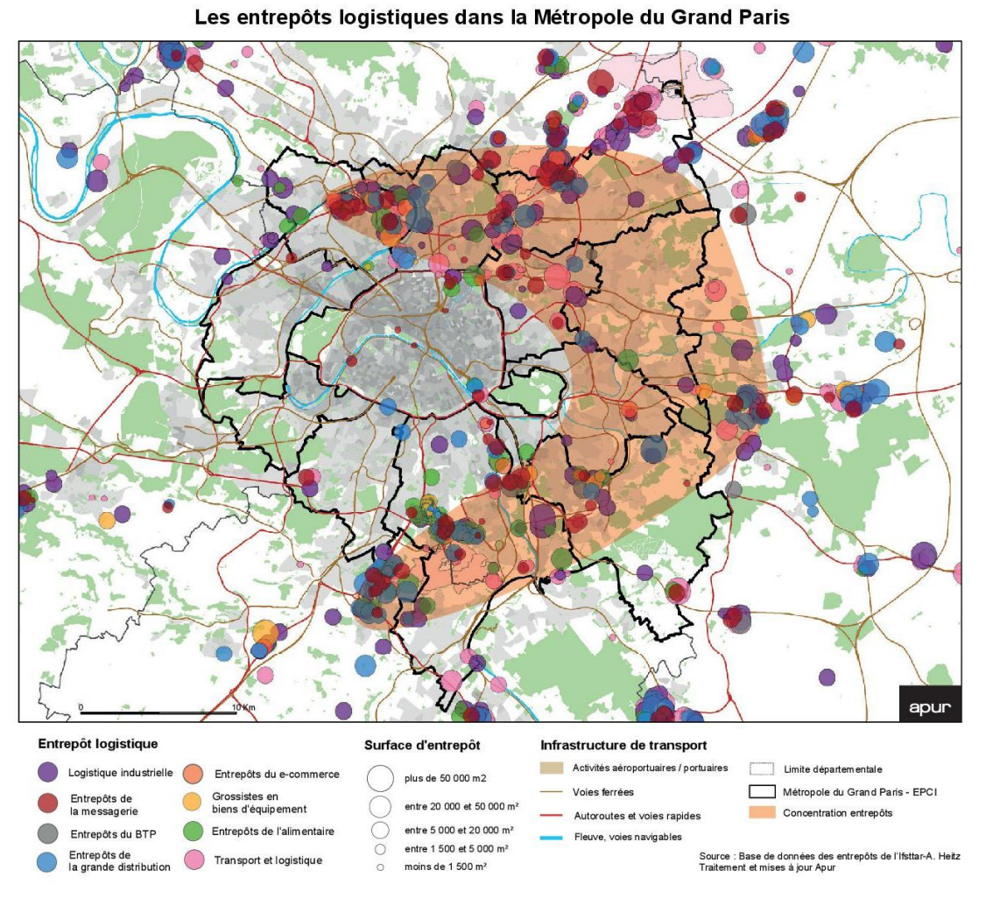 Les entrepôts logistiques dans la Métropole du Grand Paris
0
10 Km
apur
Entrepôt logistique
Logistique industrielle
Entrepôts de
la messagerie
Entrepôts du BTP
Entrepôts de
la grande distribution
Entrepôts du e-commerce
Grossistes en
biens d'équipement
Entrepôts de l'alimentaire
Transport et logistique
Surface d'entrepôt
plus de 50 000 m2
entre 20 000 et 50 000 m²
entre 5 000 et 20 000 m²
entre 1 500 et 5 000 m²
moins de 1 500 m²
Infrastructure de transport
Activités aéroportuaires / portuaires
Voies ferrées
Autoroutes et voies rapides
Fleuve, voies navigables
Limite départementale
Métropole du Grand Paris - EPCI
Concentration entrepôts
Source : Base de données des entrepôts de l'Ifsttar-A. Heitz
Traitement et mises à jour Apur